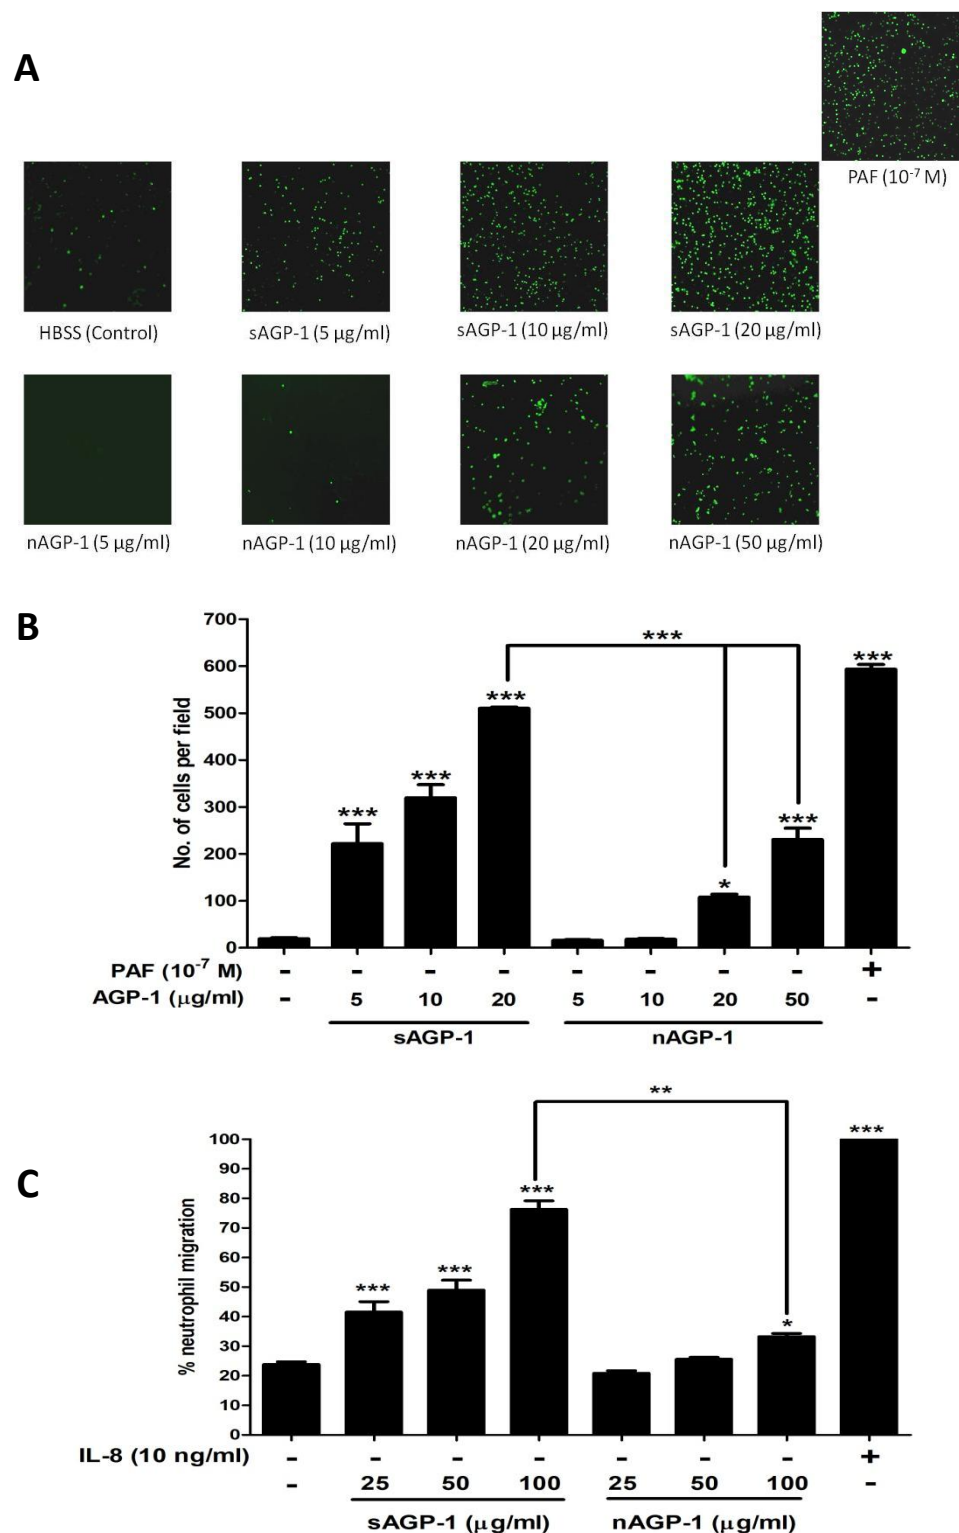 A
PAF (10⁻⁷ M)
HBSS (Control) sAGP-1 (5 µg/ml) sAGP-1 (10 µg/ml) sAGP-1 (20 µg/ml)
nAGP-1 (5 µg/ml) nAGP-1 (10 µg/ml) nAGP-1 (20 µg/ml) nAGP-1 (50 µg/ml)
B
No. of cells per field
700
600
500
400
300
200
100
0
***
***
***
***
***
*
***
PAF (10⁻⁷ M) - - - - - - - - +
AGP-1 (µg/ml) - 5 10 20 5 10 20 50 -
sAGP-1 nAGP-1
C
% neutrophil migration
100
90
80
70
60
50
40
30
20
10
0
**
***
***
***
***
*
IL-8 (10 ng/ml) - - - - - - - +
- 25 50 100 25 50 100 -
sAGP-1 (µg/ml) nAGP-1 (µg/ml)